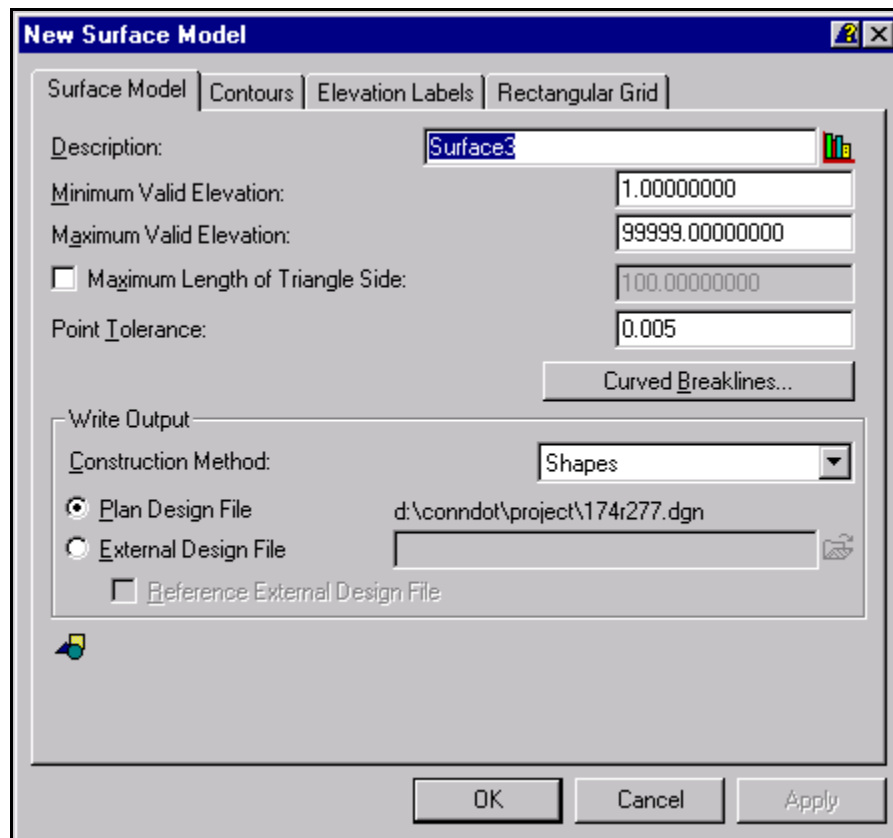 New Surface Model
Surface Model Contours Elevation Labels Rectangular Grid
Description: Surface3
Minimum Valid Elevation: 1.00000000
Maximum Valid Elevation: 99999.00000000
Maximum Length of Triangle Side: 100.00000000
Point Tolerance: 0.005
Curved Breaklines...
Write Output
Construction Method: Shapes
Plan Design File d:\conndot\project\174r277.dgn
External Design File
Reference External Design File
OK Cancel Apply